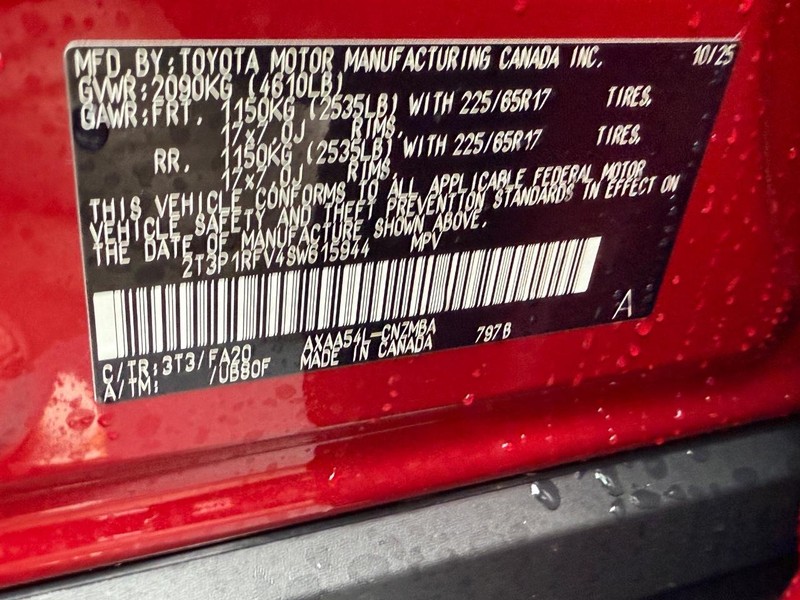 MFD. BY: TOYOTA MOTOR MANUFACTURING CANADA INC. 10/25
GVWR: 2090KG (4610LB)
GAWR: FRT. 1150KG (2535LB) WITH 225/65R17 TIRES,
17x7.0J RIMS,
RR. 1150KG (2535LB) WITH 225/65R17 TIRES,
17x7.0J RIMS,
THIS VEHICLE CONFORMS TO ALL APPLICABLE FEDERAL MOTOR
VEHICLE SAFETY AND THEFT PREVENTION STANDARDS IN EFFECT ON
THE DATE OF MANUFACTURE SHOWN ABOVE.
2T3P1RFV4SW615944 MPV
A
AXAA54L-CNZMBA 797B
C/TR: 3T3/FA20 MADE IN CANADA
A/TM: /UB80F